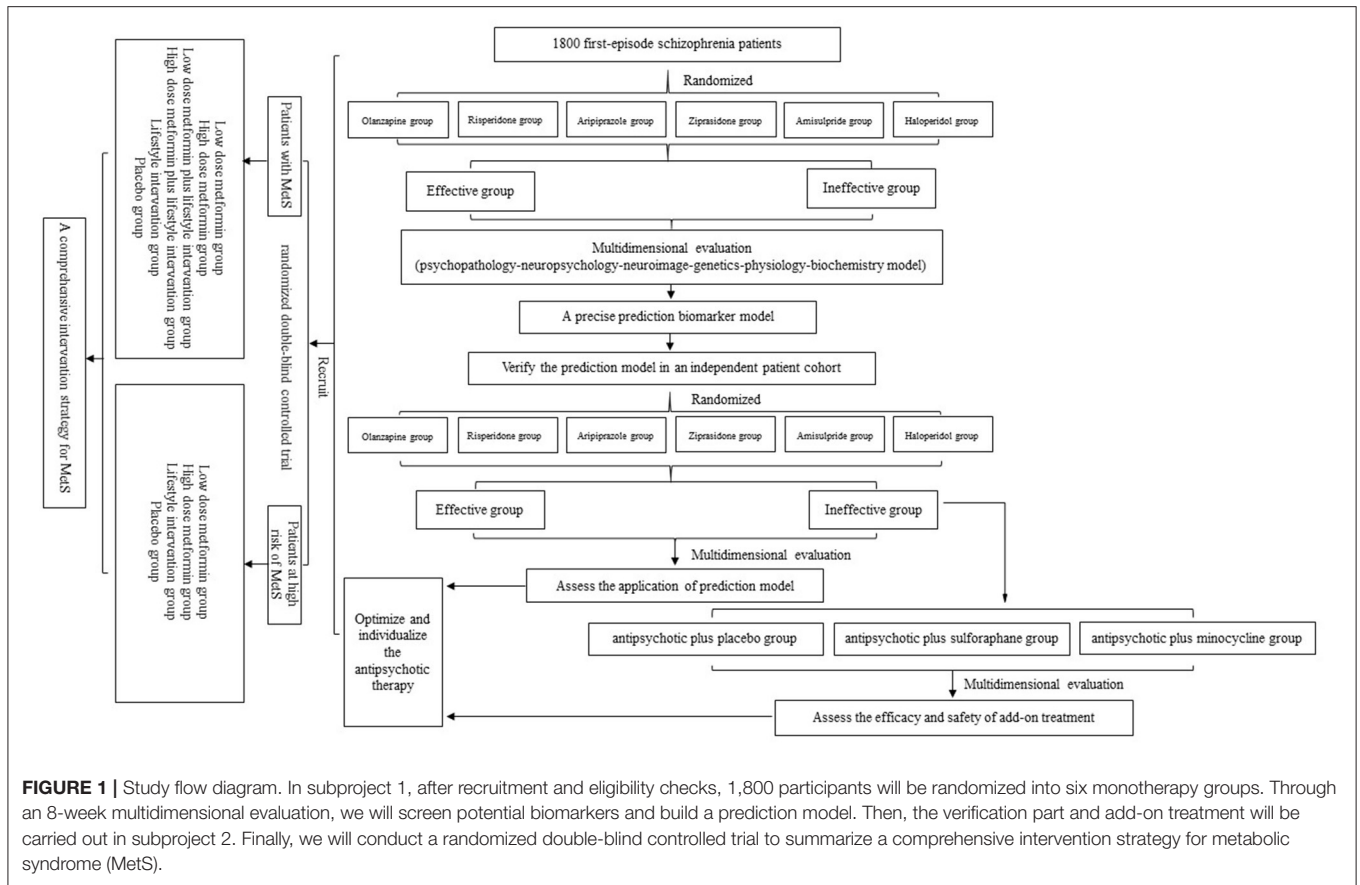 1800 first-episode schizophrenia patients
Randomized
Olanzapine group
Risperidone group
Aripiprazole group
Ziprasidone group
Amisulpride group
Haloperidol group
Effective group
Ineffective group
Multidimensional evaluation
(psychopathology-neuropsychology-neuroimage-genetics-physiology-biochemistry model)
A precise prediction biomarker model
Verify the prediction model in an independent patient cohort
Randomized
Olanzapine group
Risperidone group
Aripiprazole group
Ziprasidone group
Amisulpride group
Haloperidol group
Effective group
Ineffective group
Multidimensional evaluation
Assess the application of prediction model
antipsychotic plus placebo group
antipsychotic plus sulforaphane group
antipsychotic plus minocycline group
Multidimensional evaluation
Assess the efficacy and safety of add-on treatment
Optimize and
individualize
the
antipsychotic
therapy
Recruit
randomized double-blind controlled trial
Patients with MetS
Patients at high
risk of MetS
Low dose metformin group
High dose metformin group
Low dose metformin plus lifestyle intervention group
High dose metformin plus lifestyle intervention group
Lifestyle intervention group
Placebo group
Low dose metformin group
High dose metformin group
Lifestyle intervention group
Placebo group
A comprehensive intervention strategy for MetS
FIGURE 1 | Study flow diagram. In subproject 1, after recruitment and eligibility checks, 1,800 participants will be randomized into six monotherapy groups. Through
an 8-week multidimensional evaluation, we will screen potential biomarkers and build a prediction model. Then, the verification part and add-on treatment will be
carried out in subproject 2. Finally, we will conduct a randomized double-blind controlled trial to summarize a comprehensive intervention strategy for metabolic
syndrome (MetS).